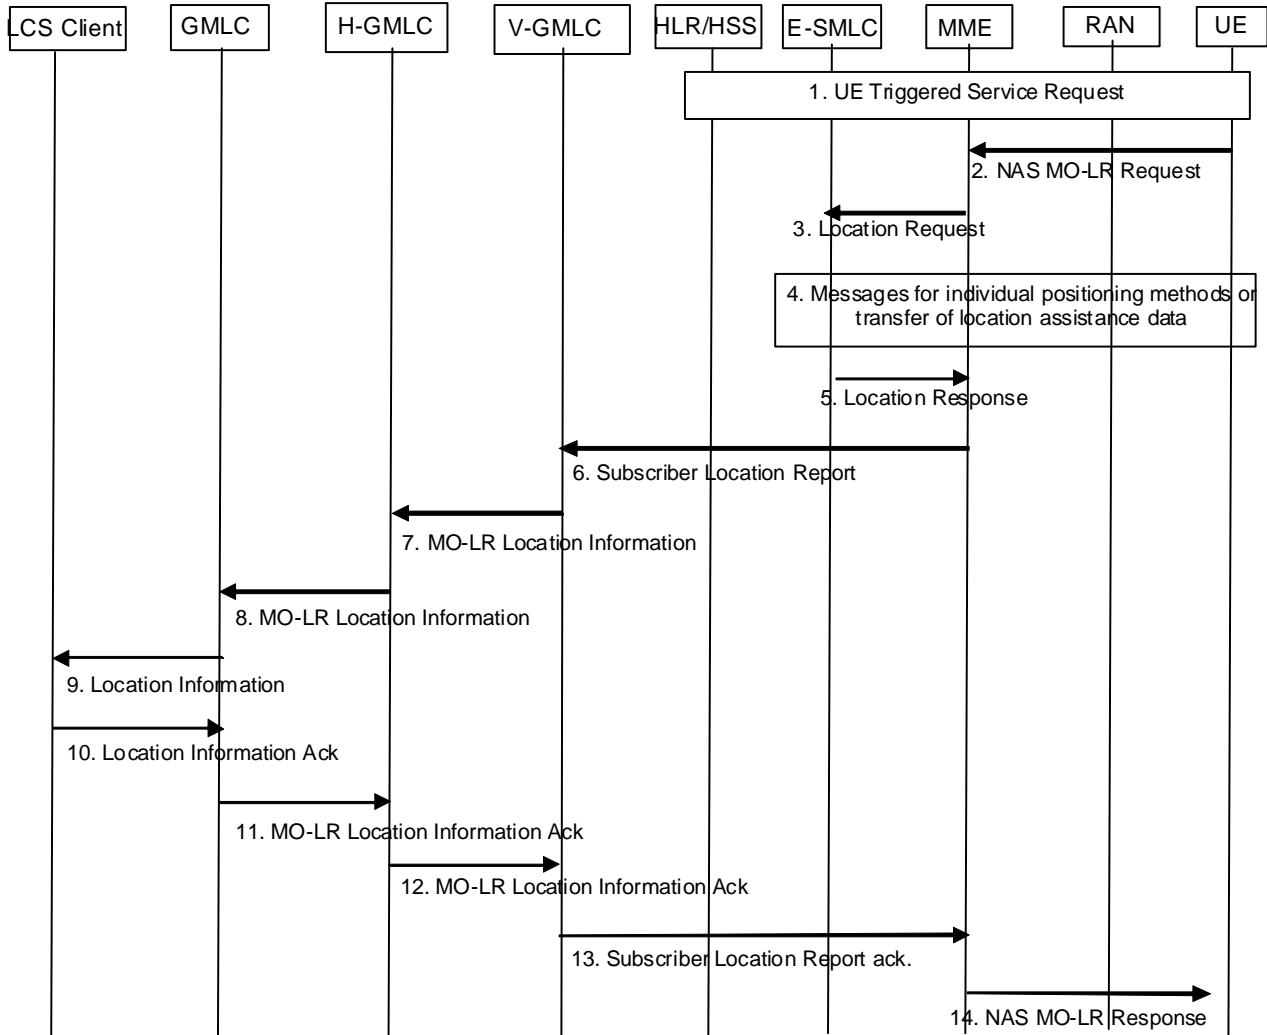 LCS Client
GMLC
H-GMLC
V-GMLC
HLR/HSS
E-SMLC
MME
RAN
UE
1. UE Triggered Service Request
2. NAS MO-LR Request
3. Location Request
4. Messages for individual positioning methods or
transfer of location assistance data
5. Location Response
6. Subscriber Location Report
7. MO-LR Location Information
8. MO-LR Location Information
9. Location Information
10. Location Information Ack
11. MO-LR Location Information Ack
12. MO-LR Location Information Ack
13. Subscriber Location Report ack.
14. NAS MO-LR Response